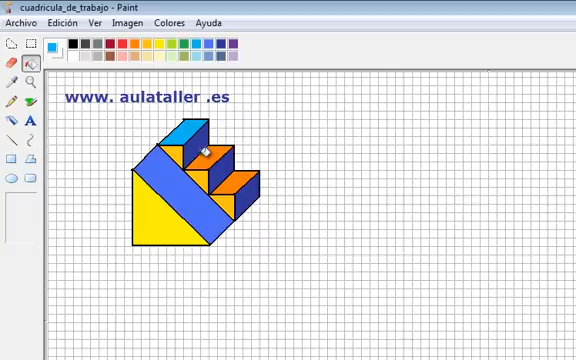 cuadricula_de_trabajo - Paint
Archivo Edición Ver Imagen Colores Ayuda
www. aulataller .es
A